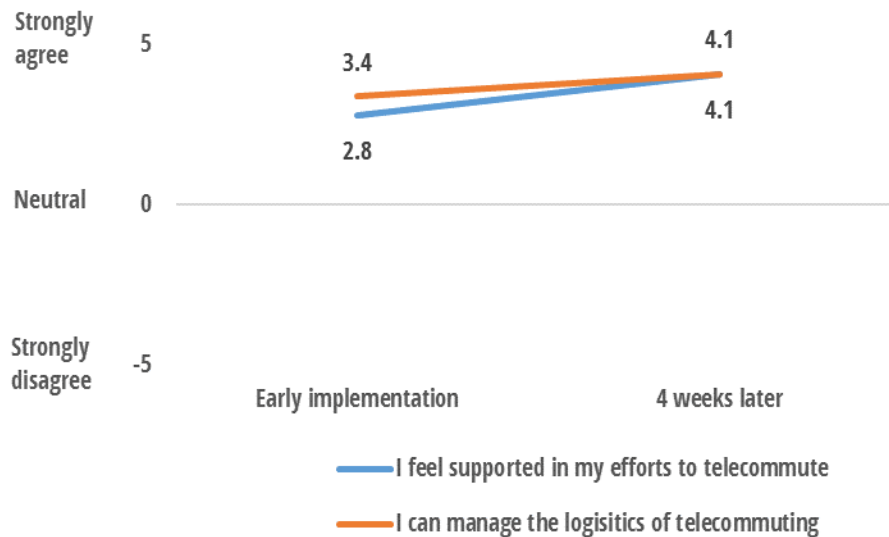 Strongly
agree
5
3.4
4.1
2.8
4.1
Neutral
0
Strongly
disagree
-5
Early implementation
4 weeks later
I feel supported in my efforts to telecommute
I can manage the logisitics of telecommuting